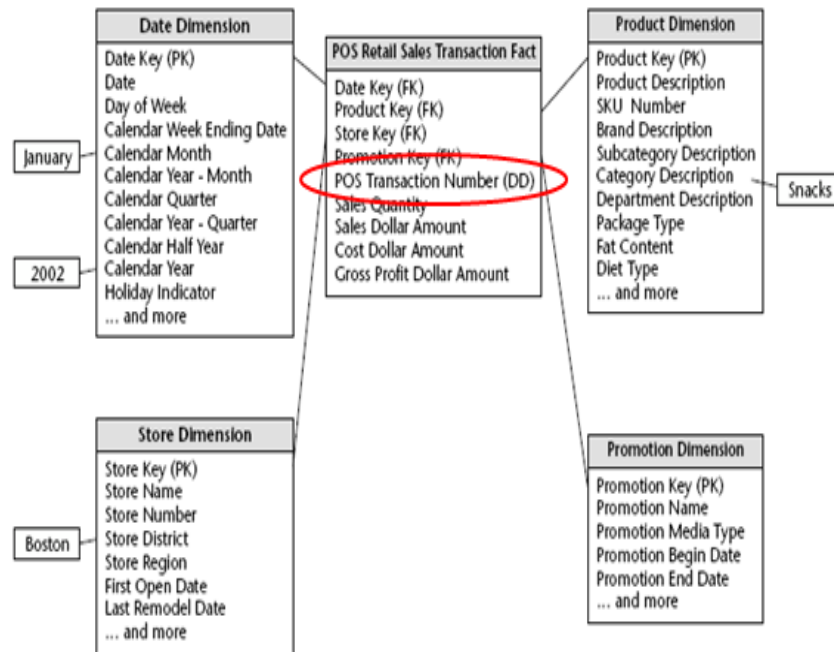 Date Dimension
Date Key (PK)
Date
Day of Week
Calendar Week Ending Date
Calendar Month
Calendar Year - Month
Calendar Quarter
Calendar Year - Quarter
Calendar Half Year
Calendar Year
Holiday Indicator
... and more
January
2002
POS Retail Sales Transaction Fact
Date Key (FK)
Product Key (FK)
Store Key (FK)
Promotion Key (FK)
POS Transaction Number (DD)
Sales Quantity
Sales Dollar Amount
Cost Dollar Amount
Gross Profit Dollar Amount
Product Dimension
Product Key (PK)
Product Description
SKU Number
Brand Description
Subcategory Description
Category Description
Department Description
Package Type
Fat Content
Diet Type
... and more
Snacks
Store Dimension
Store Key (PK)
Store Name
Store Number
Store District
Store Region
First Open Date
Last Remodel Date
... and more
Boston
Promotion Dimension
Promotion Key (PK)
Promotion Name
Promotion Media Type
Promotion Begin Date
Promotion End Date
... and more